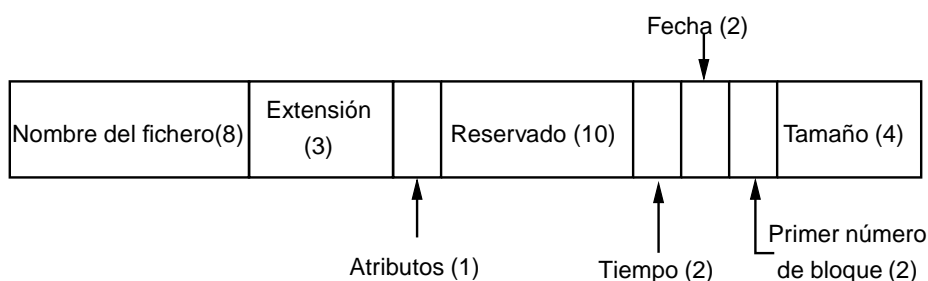 Fecha (2)
Nombre del fichero(8)
Extensión
(3)
Reservado (10)
Tamaño (4)
Atributos (1)
Tiempo (2)
Primer número
de bloque (2)